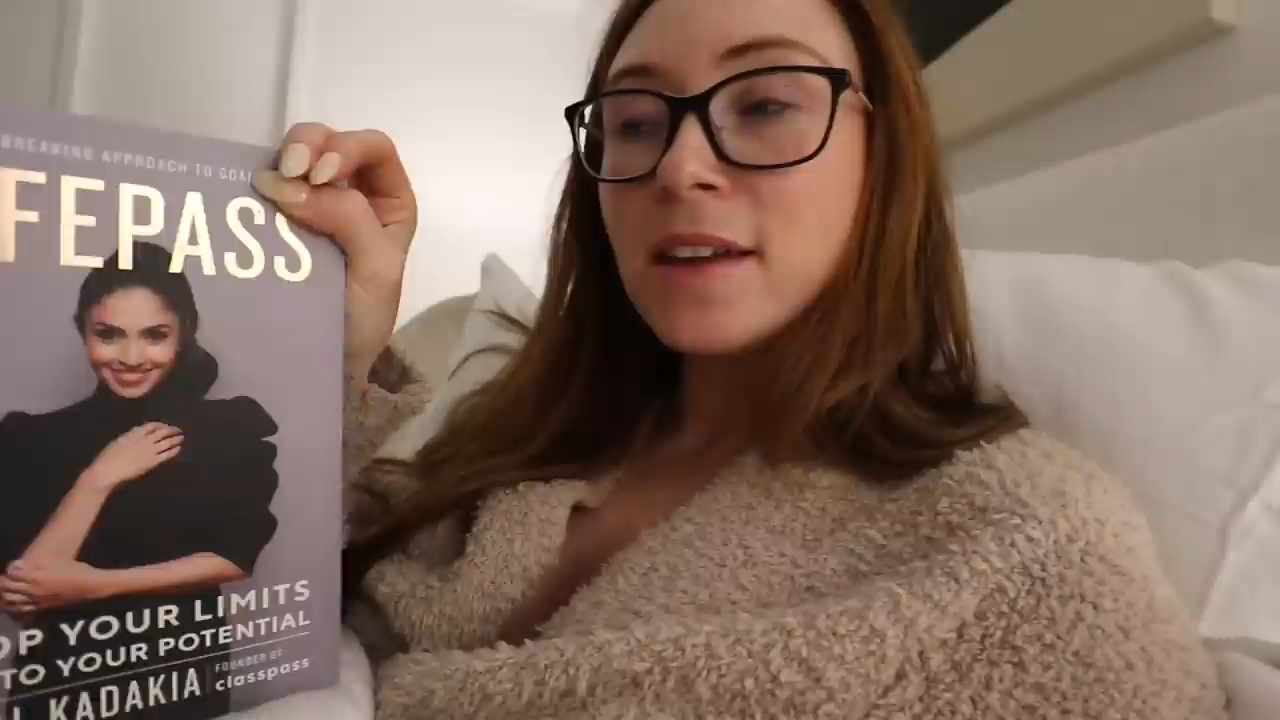 BREAKING APPROACH TO GOAL
FEPASS
OP YOUR LIMITS
TO YOUR POTENTIAL
KADAKIA
FOUNDER OF
classpass